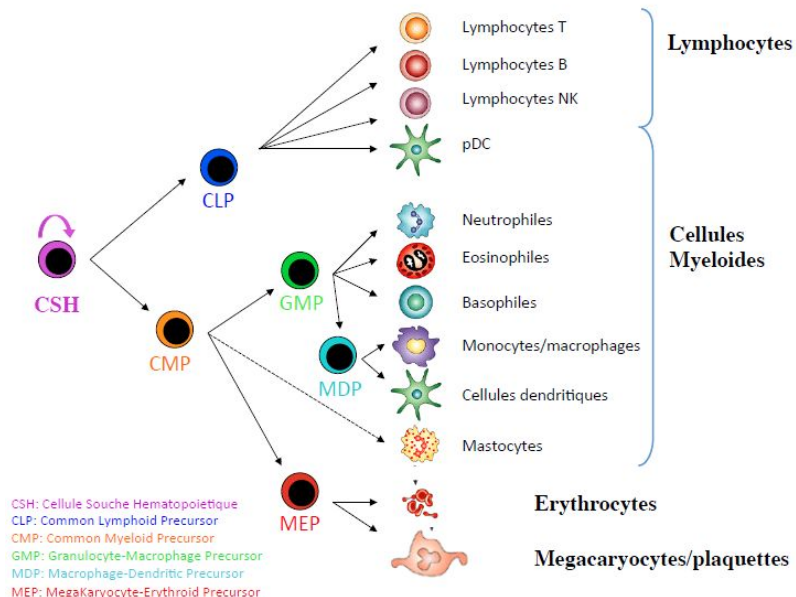 Lymphocytes T
Lymphocytes
Lymphocytes B
Lymphocytes NK
pDC
CLP
Neutrophiles
Cellules
Myeloides
Eosinophiles
CSH
GMP
Basophiles
CMP
Monocytes/macrophages
MDP
Cellules dendritiques
Mastocytes
MEP
Erythrocytes
Megacaryocytes/plaquettes
CSH: Cellule Souche Hematopoietique
CLP: Common Lymphoid Precursor
CMP: Common Myeloid Precursor
GMP: Granulocyte-Macrophage Precursor
MDP: Macrophage-Dendritic Precursor
MEP: MegaKaryocyte-Erythroid Precursor